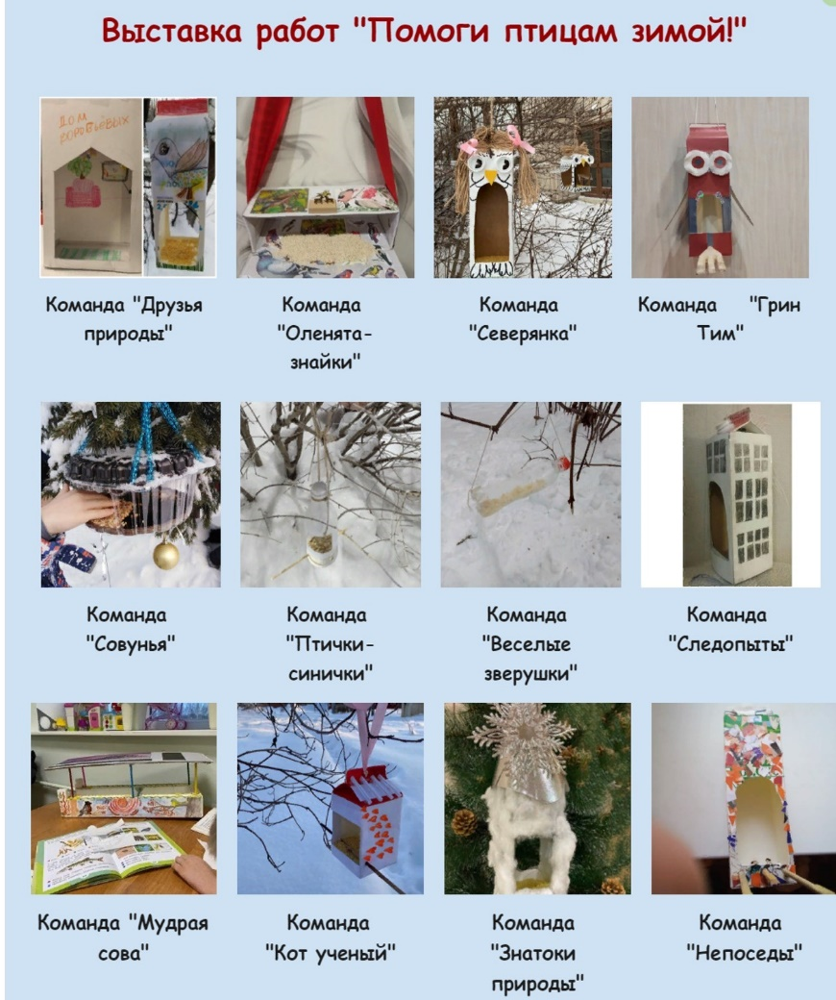 Выставка работ "Помоги птицам зимой!"
ДОМ
ВОРОБЬЁВЫХ
Команда "Друзья
природы"
Команда
"Оленята-
знайки"
Команда
"Северянка"
Команда "Грин
Тим"
Команда
"Совунья"
Команда
"Птички-
синички"
Команда
"Веселые
зверушки"
Команда
"Следопыты"
Команда "Мудрая
сова"
Команда
"Кот ученый"
Команда
"Знатоки
природы"
Команда
"Непоседы"